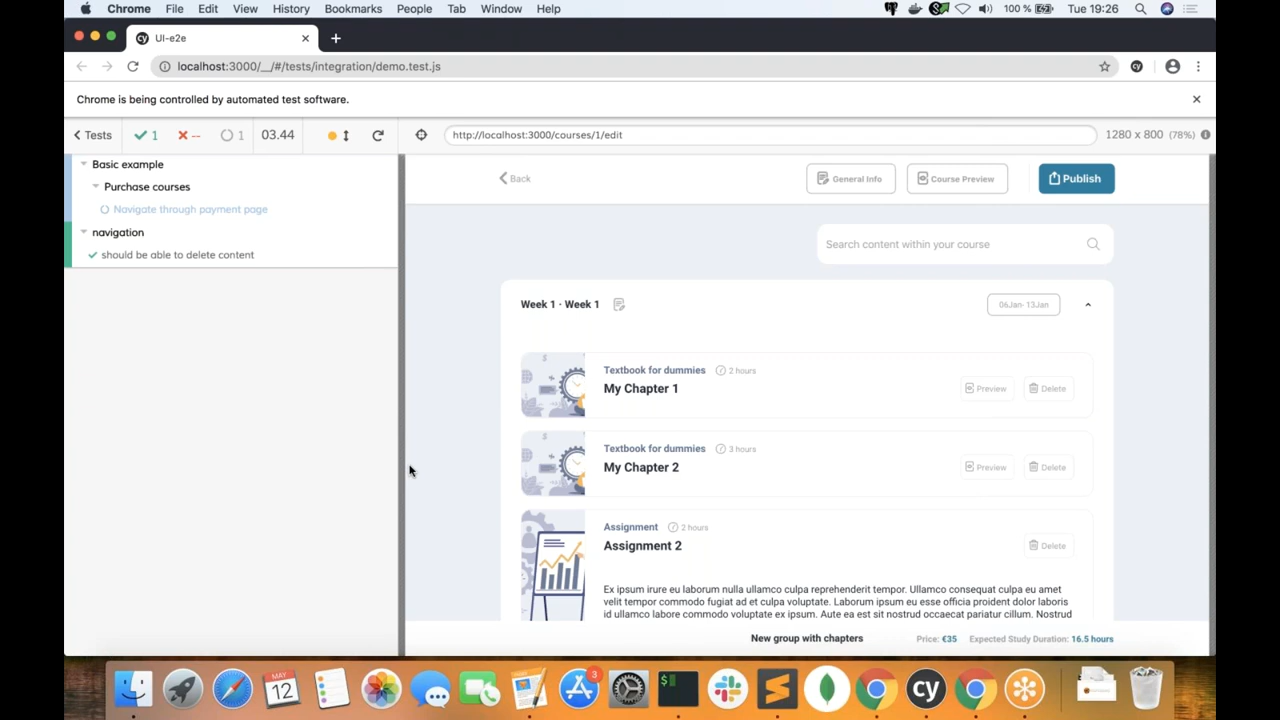 Chrome File Edit View History Bookmarks People Tab Window Help 100 % Tue 19:26
cy UI-e2e
localhost:3000/__/#/tests/integration/demo.test.js cy
Chrome is being controlled by automated test software.
Tests 1 -- 1 03.44 http://localhost:3000/courses/1/edit 1280 x 800 (78%)
Basic example
Purchase courses
Navigate through payment page
navigation
should be able to delete content
Back General Info Course Preview Publish
Search content within your course
Week 1 · Week 1 06Jan- 13Jan
Textbook for dummies 2 hours
My Chapter 1 Preview Delete
Textbook for dummies 3 hours
My Chapter 2 Preview Delete
Assignment 2 hours
Assignment 2 Delete
Ex ipsum irure eu laborum nulla ullamco culpa reprehenderit tempor. Ullamco consequat culpa eu amet
velit tempor commodo fugiat ad et culpa voluptate. Laborum ipsum eu esse officia proident dolor laboris
id ullamco labore commodo voluptate ex ipsum. Aute ea est sit nostrud occaecat pariatur cillum. Nostrud
New group with chapters Price: €35 Expected Study Duration: 16.5 hours
MAY
12
3
$
cy